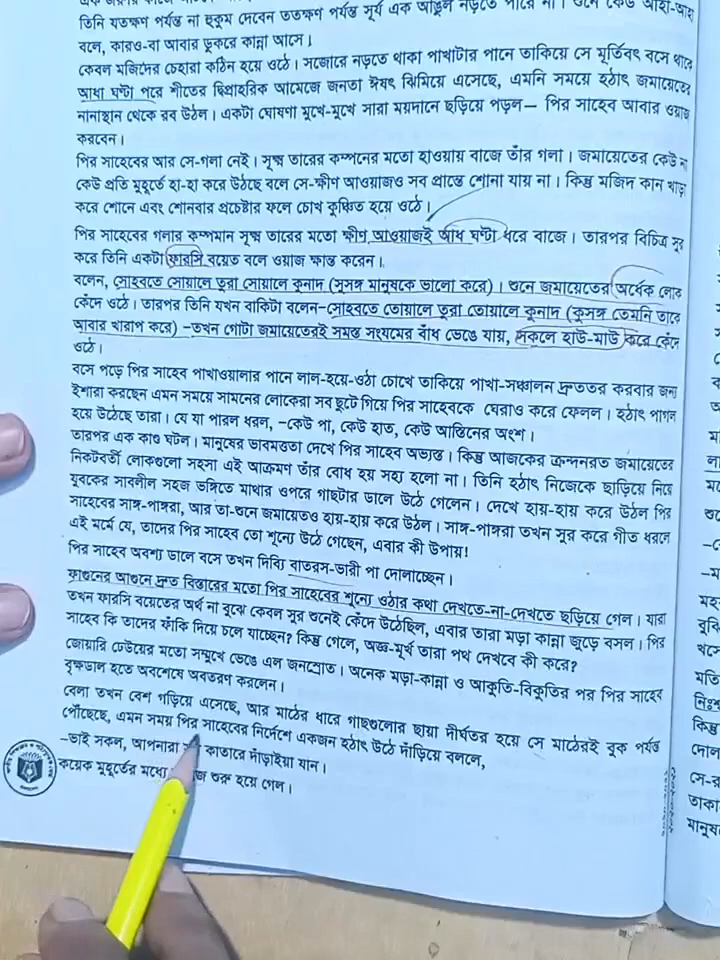 তিনি যতক্ষণ পর্যন্ত না হুকুম দেবেন ততক্ষণ পর্যন্ত সূর্য এক আঙুল নড়তে পারে না। শুনে কেউ আহা-আহা
বলে, কারও-বা আবার ডুকরে কান্না আসে।
কেবল মজিদের চেহারা কঠিন হয়ে ওঠে। সজোরে নড়তে থাকা পাখাটার পানে তাকিয়ে সে মূর্তিবৎ বসে থাকে
আধা ঘণ্টা পরে শীতের দ্বিপ্রাহরিক আমেজে জনতা ঈষৎ ঝিমিয়ে এসেছে, এমনি সময়ে হঠাৎ জমায়েতের
নানাস্থান থেকে রব উঠল। একটা ঘোষণা মুখে-মুখে সারা ময়দানে ছড়িয়ে পড়ল— পির সাহেব আবার ওয়াজ
করবেন।
পির সাহেবের আর সে-গলা নেই। সূক্ষ্ম তারের কম্পনের মতো হাওয়ায় বাজে তাঁর গলা। জমায়েতের কেউ না
কেউ প্রতি মুহূর্তে হা-হা করে উঠছে বলে সে-ক্ষীণ আওয়াজও সব প্রান্তে শোনা যায় না। কিন্তু মজিদ কান খাড়া
করে শোনে এবং শোনবার প্রচেষ্টার ফলে চোখ কুঞ্চিত হয়ে ওঠে।
পির সাহেবের গলার কম্পমান সূক্ষ্ম তারের মতো ক্ষীণ আওয়াজই আধ ঘণ্টা ধরে বাজে। তারপর বিচিত্র সুর
করে তিনি একটা ফারসি বয়েত বলে ওয়াজ ক্ষান্ত করেন।
বলেন, সোহবতে সোয়ালে তুরা সোয়ালে কুনাদ (সুসঙ্গ মানুষকে ভালো করে)। শুনে জমায়েতের অর্ধেক লোক
কেঁদে ওঠে। তারপর তিনি যখন বাকিটা বলেন–সোহবতে তোয়ালে তুরা তোয়ালে কুনাদ (কুসঙ্গ তেমনি তাকে
আবার খারাপ করে) –তখন গোটা জমায়েতেরই সমস্ত সংযমের বাঁধ ভেঙে যায়, সকলে হাউ-মাউ করে কেঁদে
ওঠে।
বসে পড়ে পির সাহেব পাখাওয়ালার পানে লাল-হয়ে-ওঠা চোখে তাকিয়ে পাখা-সঞ্চালন দ্রুততর করবার জন্য
ইশারা করছেন এমন সময়ে সামনের লোকেরা সব ছুটে গিয়ে পির সাহেবকে ঘেরাও করে ফেলল। হঠাৎ পাগল
হয়ে উঠেছে তারা। যে যা পারল ধরল, –কেউ পা, কেউ হাত, কেউ আস্তিনের অংশ।
তারপর এক কাণ্ড ঘটল। মানুষের ভাবমত্ততা দেখে পির সাহেব অভ্যস্ত। কিন্তু আজকের ক্রন্দনরত জমায়েতের
নিকটবর্তী লোকগুলো সহসা এই আক্রমণ তাঁর বোধ হয় সহ্য হলো না। তিনি হঠাৎ নিজেকে ছাড়িয়ে নিয়ে
যুবকের সাবলীল সহজ ভঙ্গিতে মাথার ওপরে গাছটার ডালে উঠে গেলেন। দেখে হায়-হায় করে উঠল পির
সাহেবের সাঙ্গ-পাঙ্গরা, আর তা-শুনে জমায়েতও হায়-হায় করে উঠল। সাঙ্গ-পাঙ্গরা তখন সুর করে গীত ধরলে
এই মর্মে যে, তাদের পির সাহেব তো শূন্যে উঠে গেছেন, এবার কী উপায়!
পির সাহেব অবশ্য ডালে বসে তখন দিব্যি বাতরস-ভারী পা দোলাচ্ছেন।
ফাগুনের আগুনে দ্রুত বিস্তারের মতো পির সাহেবের শূন্যে ওঠার কথা দেখতে-না-দেখতে ছড়িয়ে গেল। যারা
তখন ফারসি বয়েতের অর্থ না বুঝে কেবল সুর শুনেই কেঁদে উঠেছিল, এবার তারা মড়া কান্না জুড়ে বসল। পির
সাহেব কি তাদের ফাঁকি দিয়ে চলে যাচ্ছেন? কিন্তু গেলে, অজ্ঞ-মূর্খ তারা পথ দেখবে কী করে?
জোয়ারি ঢেউয়ের মতো সম্মুখে ভেঙে এল জনস্রোত। অনেক মড়া-কান্না ও আকুতি-বিকুতির পর পির সাহেব
বৃক্ষডাল হতে অবশেষে অবতরণ করলেন।
বেলা তখন বেশ গড়িয়ে এসেছে, আর মাঠের ধারে গাছগুলোর ছায়া দীর্ঘতর হয়ে সে মাঠেরই বুক পর্যন্ত
পৌঁছেছে, এমন সময় পির সাহেবের নির্দেশে একজন হঠাৎ উঠে দাঁড়িয়ে বললে,
–ভাই সকল, আপনারা কাতারে দাঁড়াইয়া যান।
কয়েক মুহূর্তের মধ্যে শুরু হয়ে গেল।